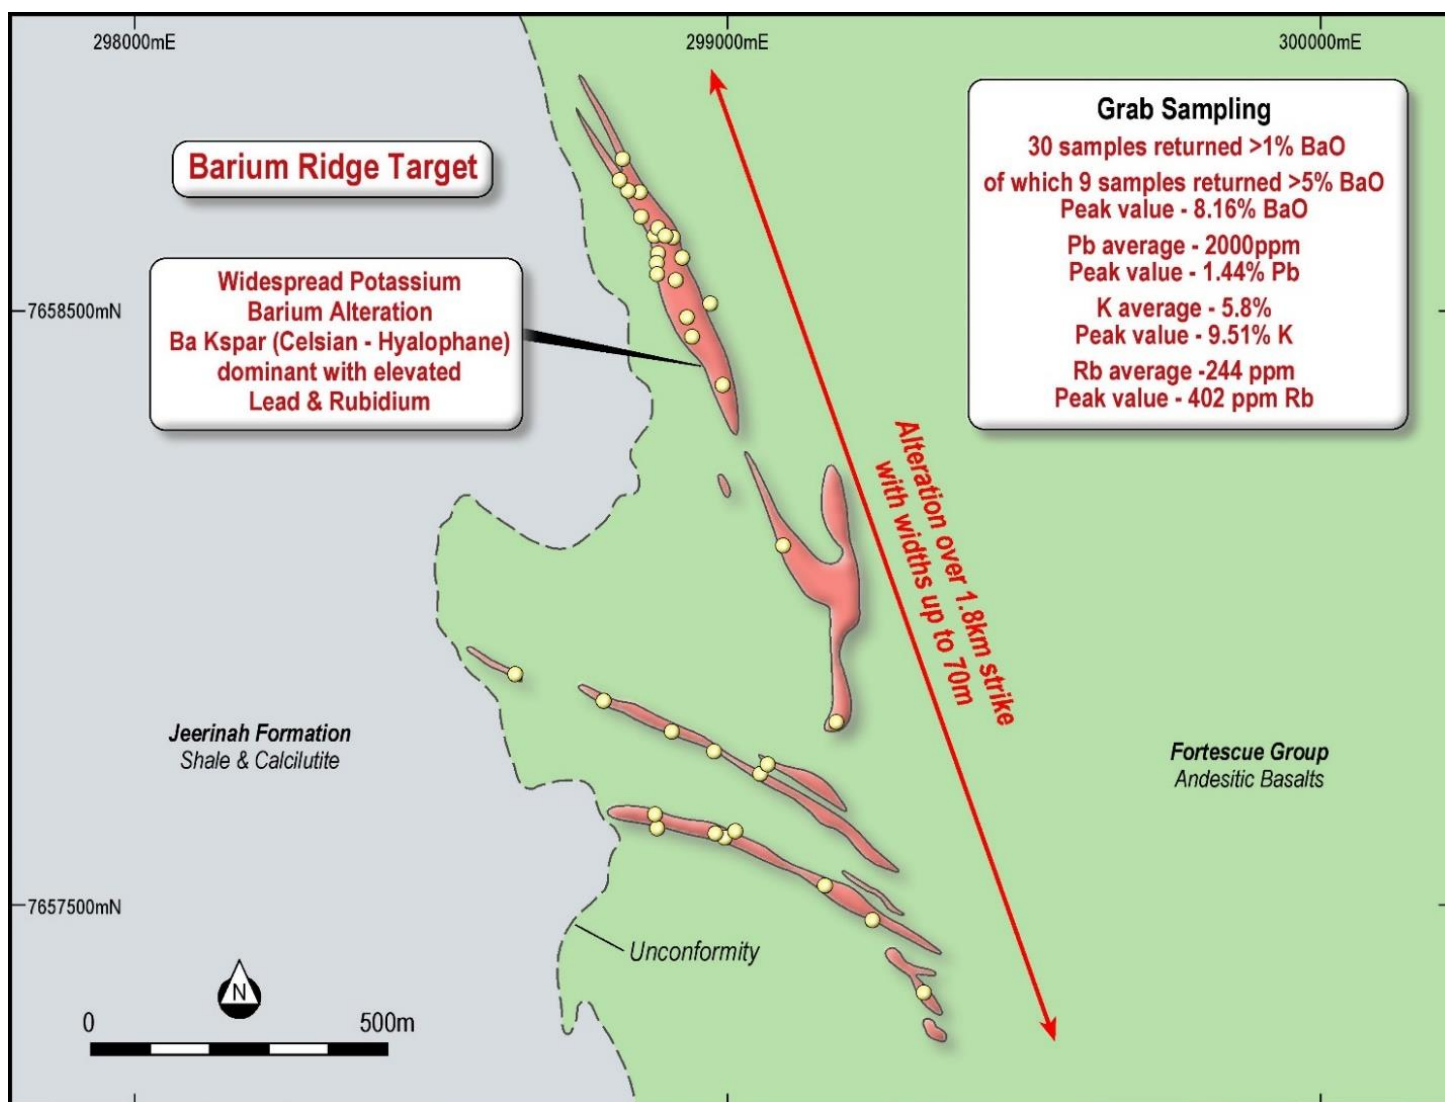 298000mE
299000mE
300000mE
Barium Ridge Target
Grab Sampling
30 samples returned >1% BaO
of which 9 samples returned >5% BaO
Peak value - 8.16% BaO
Pb average - 2000ppm
Peak value - 1.44% Pb
K average - 5.8%
Peak value - 9.51% K
Rb average -244 ppm
Peak value - 402 ppm Rb
Widespread Potassium
Barium Alteration
Ba Kspar (Celsian - Hyalophane)
dominant with elevated
Lead & Rubidium
7658500mN
Alteration over 1.8km strike
with widths up to 70m
Jeerinah Formation
Shale & Calcilutite
Fortescue Group
Andesitic Basalts
7657500mN
Unconformity
N
0
500m